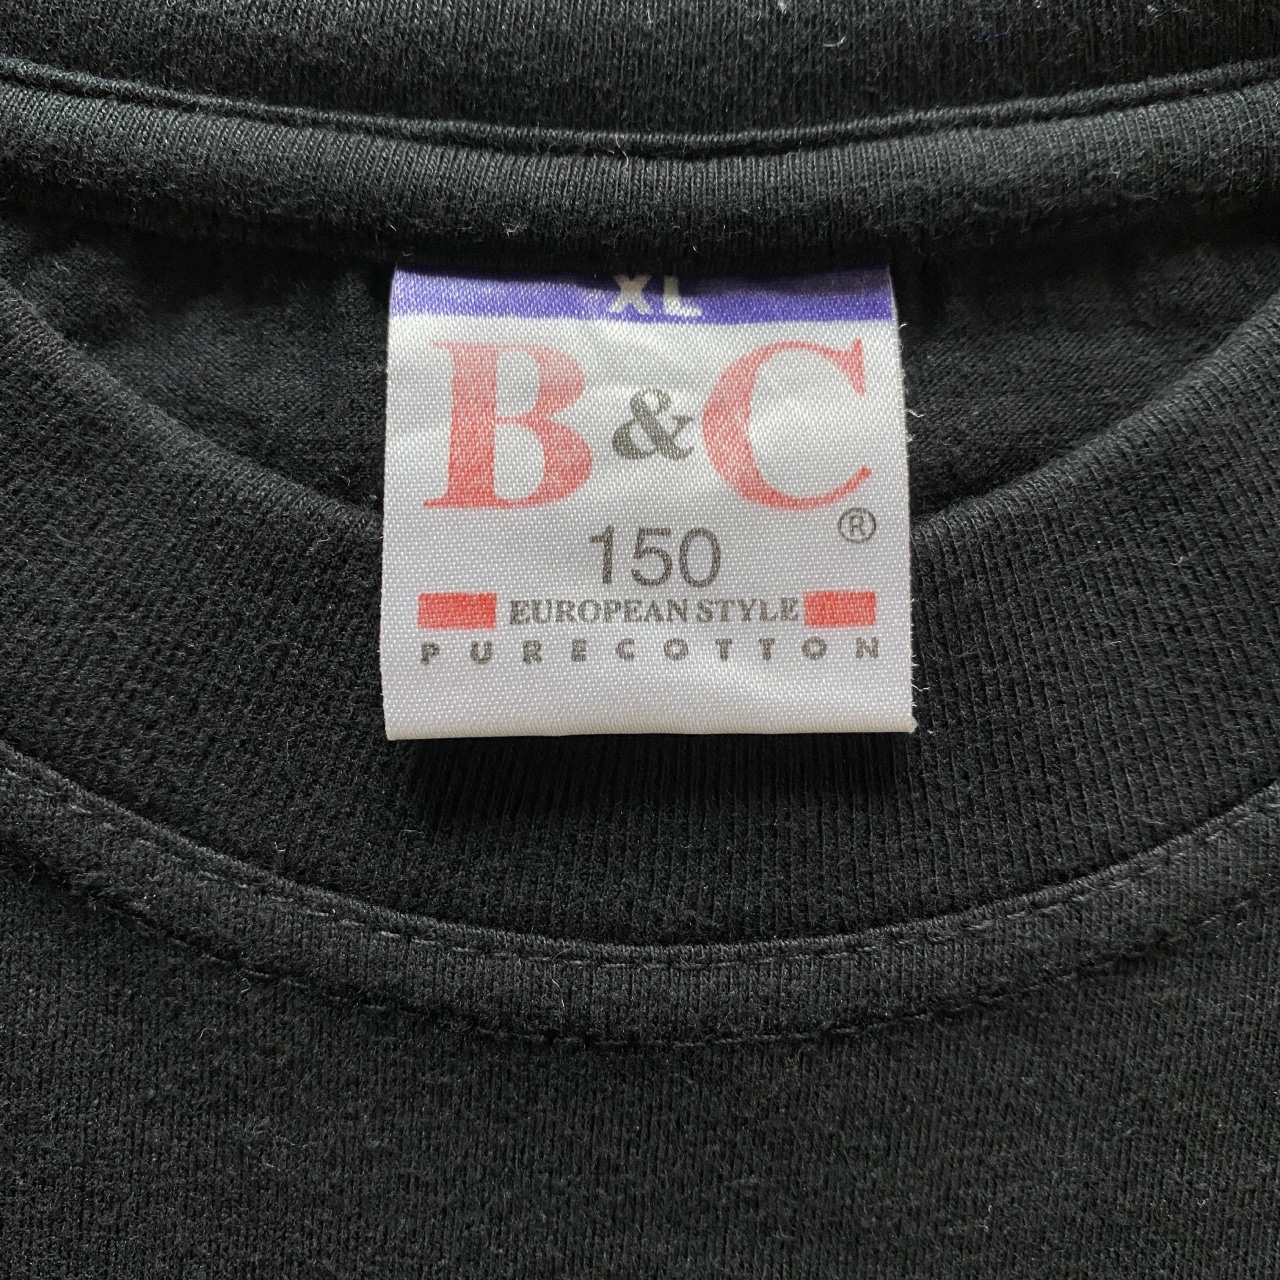 XL
B&C
®
150
EUROPEAN STYLE
PURECOTTON